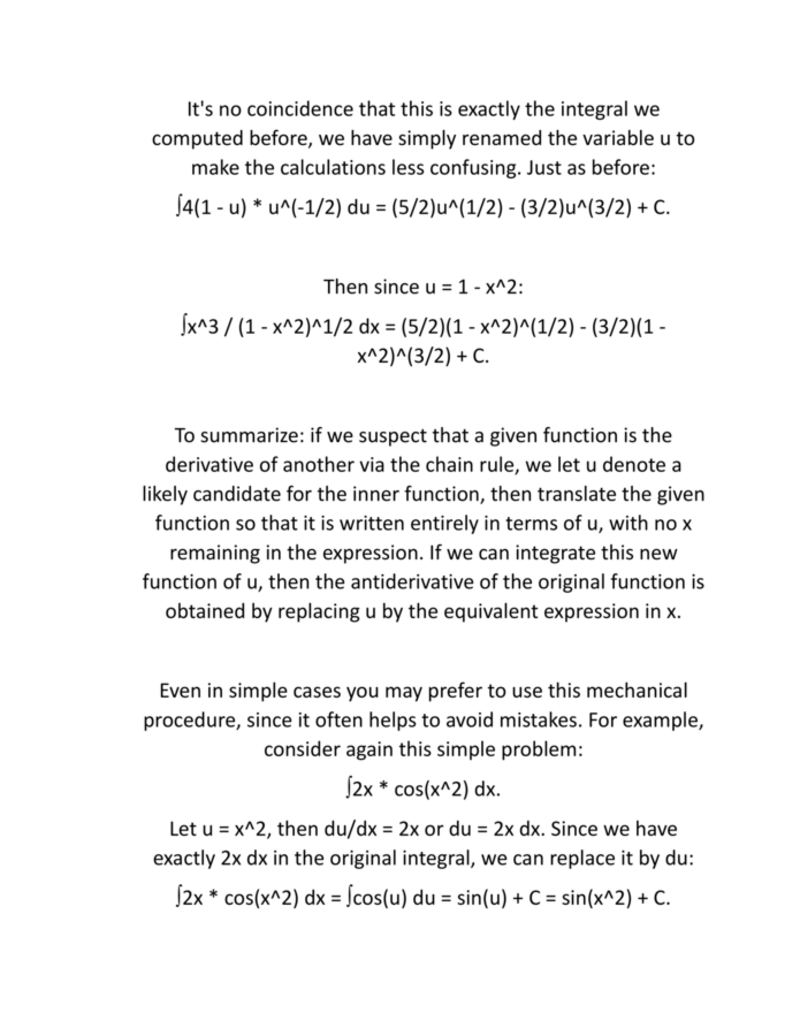 It's no coincidence that this is exactly the integral we
computed before, we have simply renamed the variable u to
make the calculations less confusing. Just as before:
∫4(1 - u) * u^(-1/2) du = (5/2)u^(1/2) - (3/2)u^(3/2) + C.
Then since u = 1 - x^2:
∫x^3 / (1 - x^2)^1/2 dx = (5/2)(1 - x^2)^(1/2) - (3/2)(1 -
x^2)^(3/2) + C.
To summarize: if we suspect that a given function is the
derivative of another via the chain rule, we let u denote a
likely candidate for the inner function, then translate the given
function so that it is written entirely in terms of u, with no x
remaining in the expression. If we can integrate this new
function of u, then the antiderivative of the original function is
obtained by replacing u by the equivalent expression in x.
Even in simple cases you may prefer to use this mechanical
procedure, since it often helps to avoid mistakes. For example,
consider again this simple problem:
∫2x * cos(x^2) dx.
Let u = x^2, then du/dx = 2x or du = 2x dx. Since we have
exactly 2x dx in the original integral, we can replace it by du:
∫2x * cos(x^2) dx = ∫cos(u) du = sin(u) + C = sin(x^2) + C.